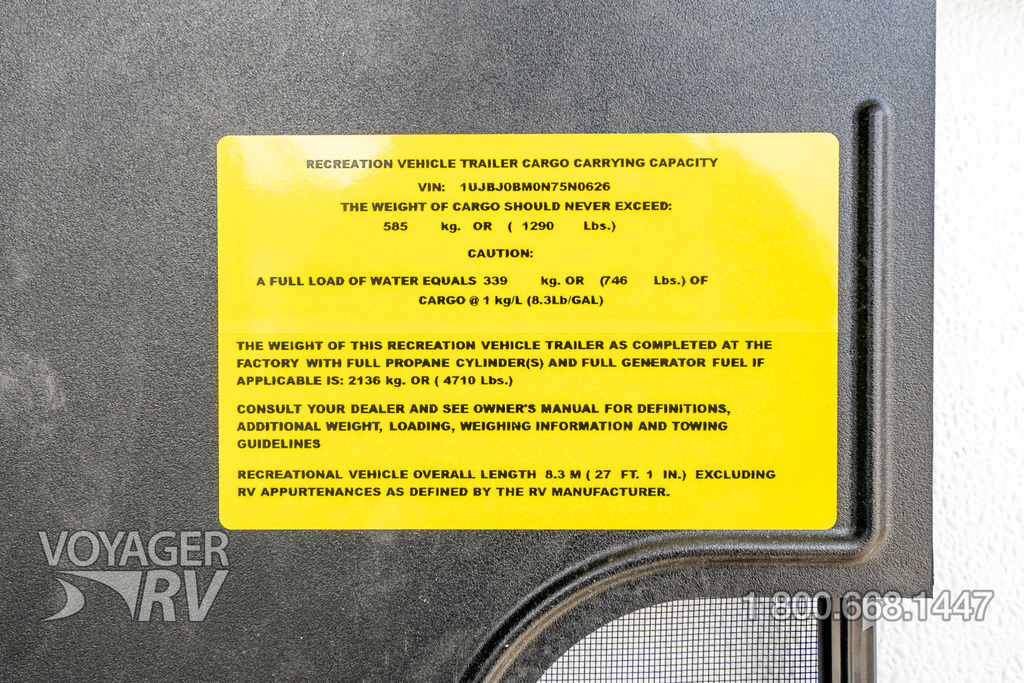 RECREATION VEHICLE TRAILER CARGO CARRYING CAPACITY
VIN: 1UJBJ0BM0N75N0626
THE WEIGHT OF CARGO SHOULD NEVER EXCEED:
585 kg. OR ( 1290 Lbs.)
CAUTION:
A FULL LOAD OF WATER EQUALS 339 kg. OR (746 Lbs.) OF
CARGO @ 1 kg/L (8.3Lb/GAL)
THE WEIGHT OF THIS RECREATION VEHICLE TRAILER AS COMPLETED AT THE
FACTORY WITH FULL PROPANE CYLINDER(S) AND FULL GENERATOR FUEL IF
APPLICABLE IS: 2136 kg. OR ( 4710 Lbs.)
CONSULT YOUR DEALER AND SEE OWNER'S MANUAL FOR DEFINITIONS,
ADDITIONAL WEIGHT, LOADING, WEIGHING INFORMATION AND TOWING
GUIDELINES
RECREATIONAL VEHICLE OVERALL LENGTH 8.3 M ( 27 FT. 1 IN.) EXCLUDING
RV APPURTENANCES AS DEFINED BY THE RV MANUFACTURER.
VOYAGER
RV
1.800.668.1447